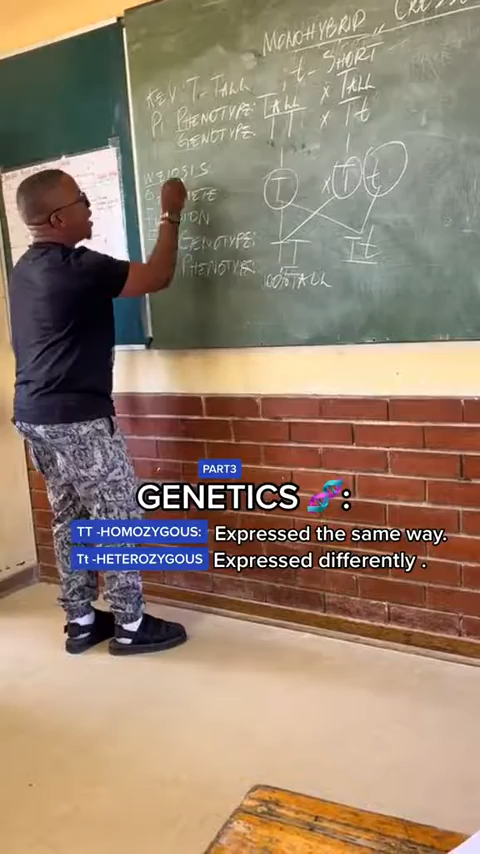 MONOHYBRID CROSS
KEY: T-TALL , t-SHORT
P1 PHENOTYPE: TALL x TALL
GENOTYPE: TT x Tt
MEIOSIS
T x T t
GENOTYPE: TT Tt
PHENOTYPE: 100% TALL
PART3
GENETICS 🧬:
TT -HOMOZYGOUS: Expressed the same way.
Tt -HETEROZYGOUS Expressed differently .